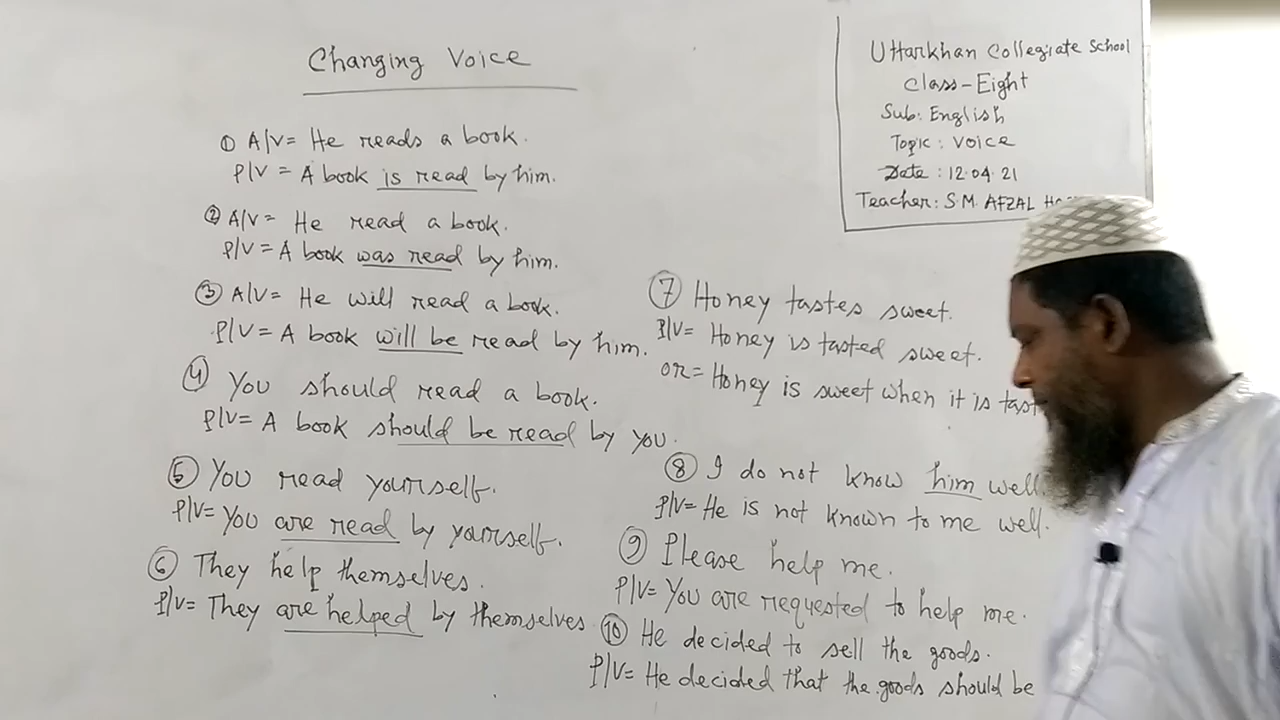 Changing Voice
① A/V= He reads a book.
P/V = A book is read by him.
② A/V= He read a book.
P/V = A book was read by him.
③ A/V= He will read a book.
P/V = A book will be read by him.
④ You should read a book.
P/V= A book should be read by you.
⑤ You read yourself.
P/V= You are read by yourself.
⑥ They help themselves.
P/V= They are helped by themselves
Uttarkhan Collegiate School
Class-Eight
Sub: English
Topic: Voice
Date: 12.04.21
Teacher: S.M. AFZAL
⑦ Honey tastes sweet.
P/V= Honey is tasted sweet.
or= Honey is sweet when it is
⑧ I do not know him well.
P/V= He is not known to me well.
⑨ Please help me.
P/V= You are requested to help me.
⑩ He decided to sell the goods.
P/V= He decided that the goods should be